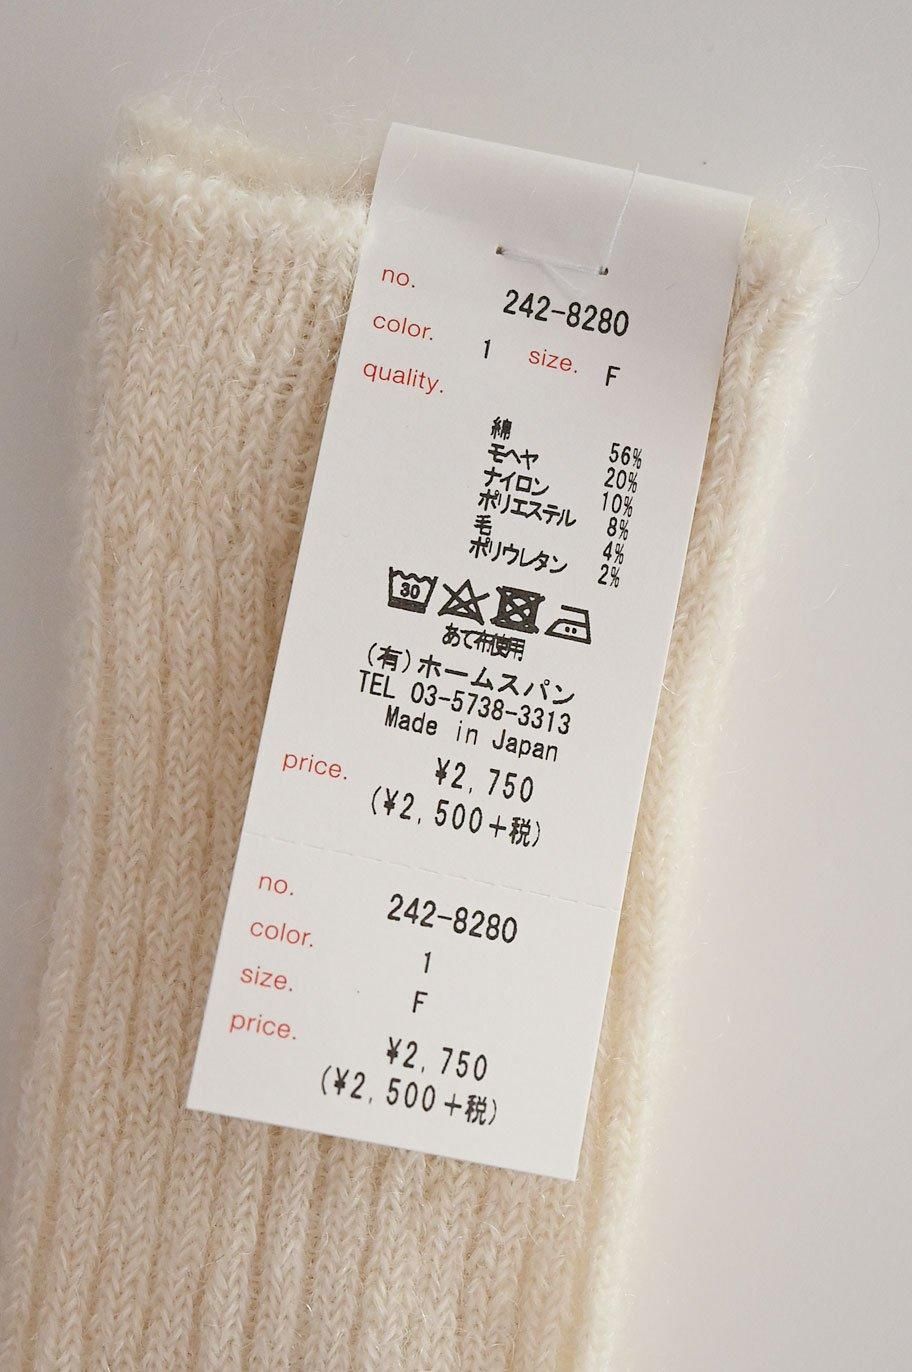 no. 242-8280
color. 1 size. F
quality.
綿 56%
モヘヤ 20%
ナイロン 10%
ポリエステル 8%
毛 4%
ポリウレタン 2%
30
あて布使用
(有)ホームスパン
TEL 03-5738-3313
Made in Japan
price. ¥2,750
(¥2,500+税)
no. 242-8280
color. 1
size. F
price. ¥2,750
(¥2,500+税)